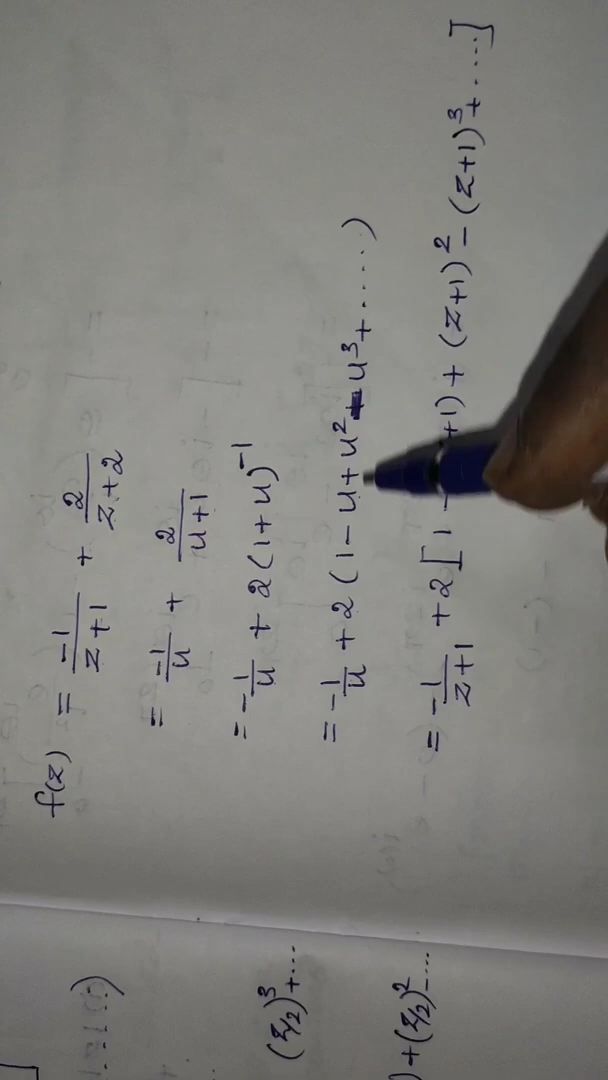 f(z) = -1/(z+1) + 2/(z+2)
= -1/u + 2/(u+1)
= -1/u + 2(1+u)^-1
= -1/u + 2(1-u+u^2-u^3+.....)
= -1/(z+1) + 2[1 - +1) + (z+1)^2 - (z+1)^3 + .....]
....)
(z/2)^3 + ...
) + (z/2)^2 - ...
]